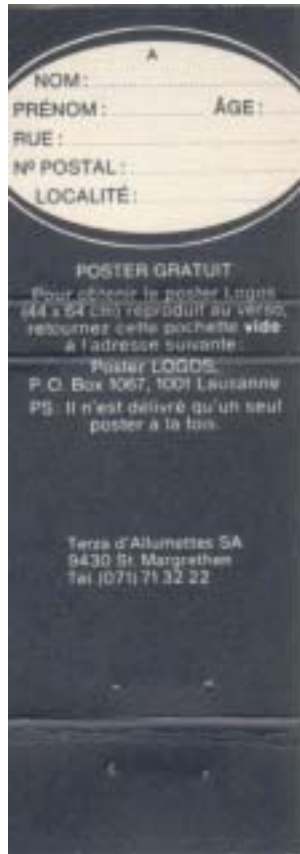 A
NOM:
PRÉNOM: ÂGE:
RUE:
Nº POSTAL:
LOCALITÉ:
POSTER GRATUIT
Pour obtenir le poster Logos
(44 x 64 cm) reproduit au verso,
retournez cette pochette vide
à l'adresse suivante:
Poster LOGOS,
P.O. Box 1067, 1001 Lausanne
PS: Il n'est délivré qu'un seul
poster à la fois.
Terza d'Allumettes SA
9430 St. Margrethen
Tel (071) 71 32 22